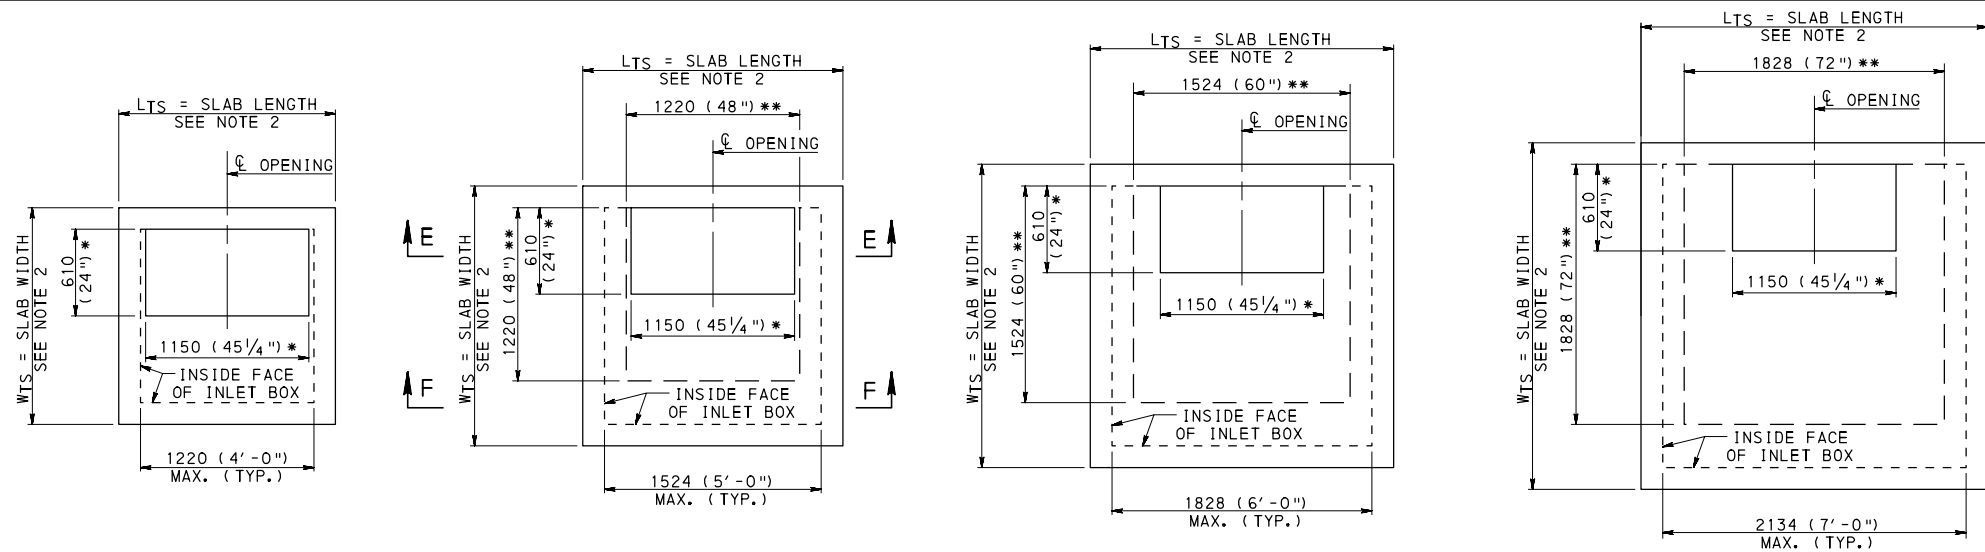 LTS = SLAB LENGTH
SEE NOTE 2
℄ OPENING
WTS = SLAB WIDTH
SEE NOTE 2
610
(24")*
1150 (45 1/4")*
INSIDE FACE
OF INLET BOX
1220 (4'-0")
MAX. (TYP.)
LTS = SLAB LENGTH
SEE NOTE 2
1220 (48")**
℄ OPENING
E
E
F
F
WTS = SLAB WIDTH
SEE NOTE 2
1220 (48")**
610
(24")*
1150 (45 1/4")*
INSIDE FACE
OF INLET BOX
1524 (5'-0")
MAX. (TYP.)
LTS = SLAB LENGTH
SEE NOTE 2
1524 (60")**
℄ OPENING
WTS = SLAB WIDTH
SEE NOTE 2
1524 (60")**
610
(24")*
1150 (45 1/4")*
INSIDE FACE
OF INLET BOX
1828 (6'-0")
MAX. (TYP.)
LTS = SLAB LENGTH
SEE NOTE 2
1828 (72")**
℄ OPENING
WTS = SLAB WIDTH
SEE NOTE 2
1828 (72")**
610
(24")*
1150 (45 1/4")*
INSIDE FACE
OF INLET BOX
2134 (7'-0")
MAX. (TYP.)